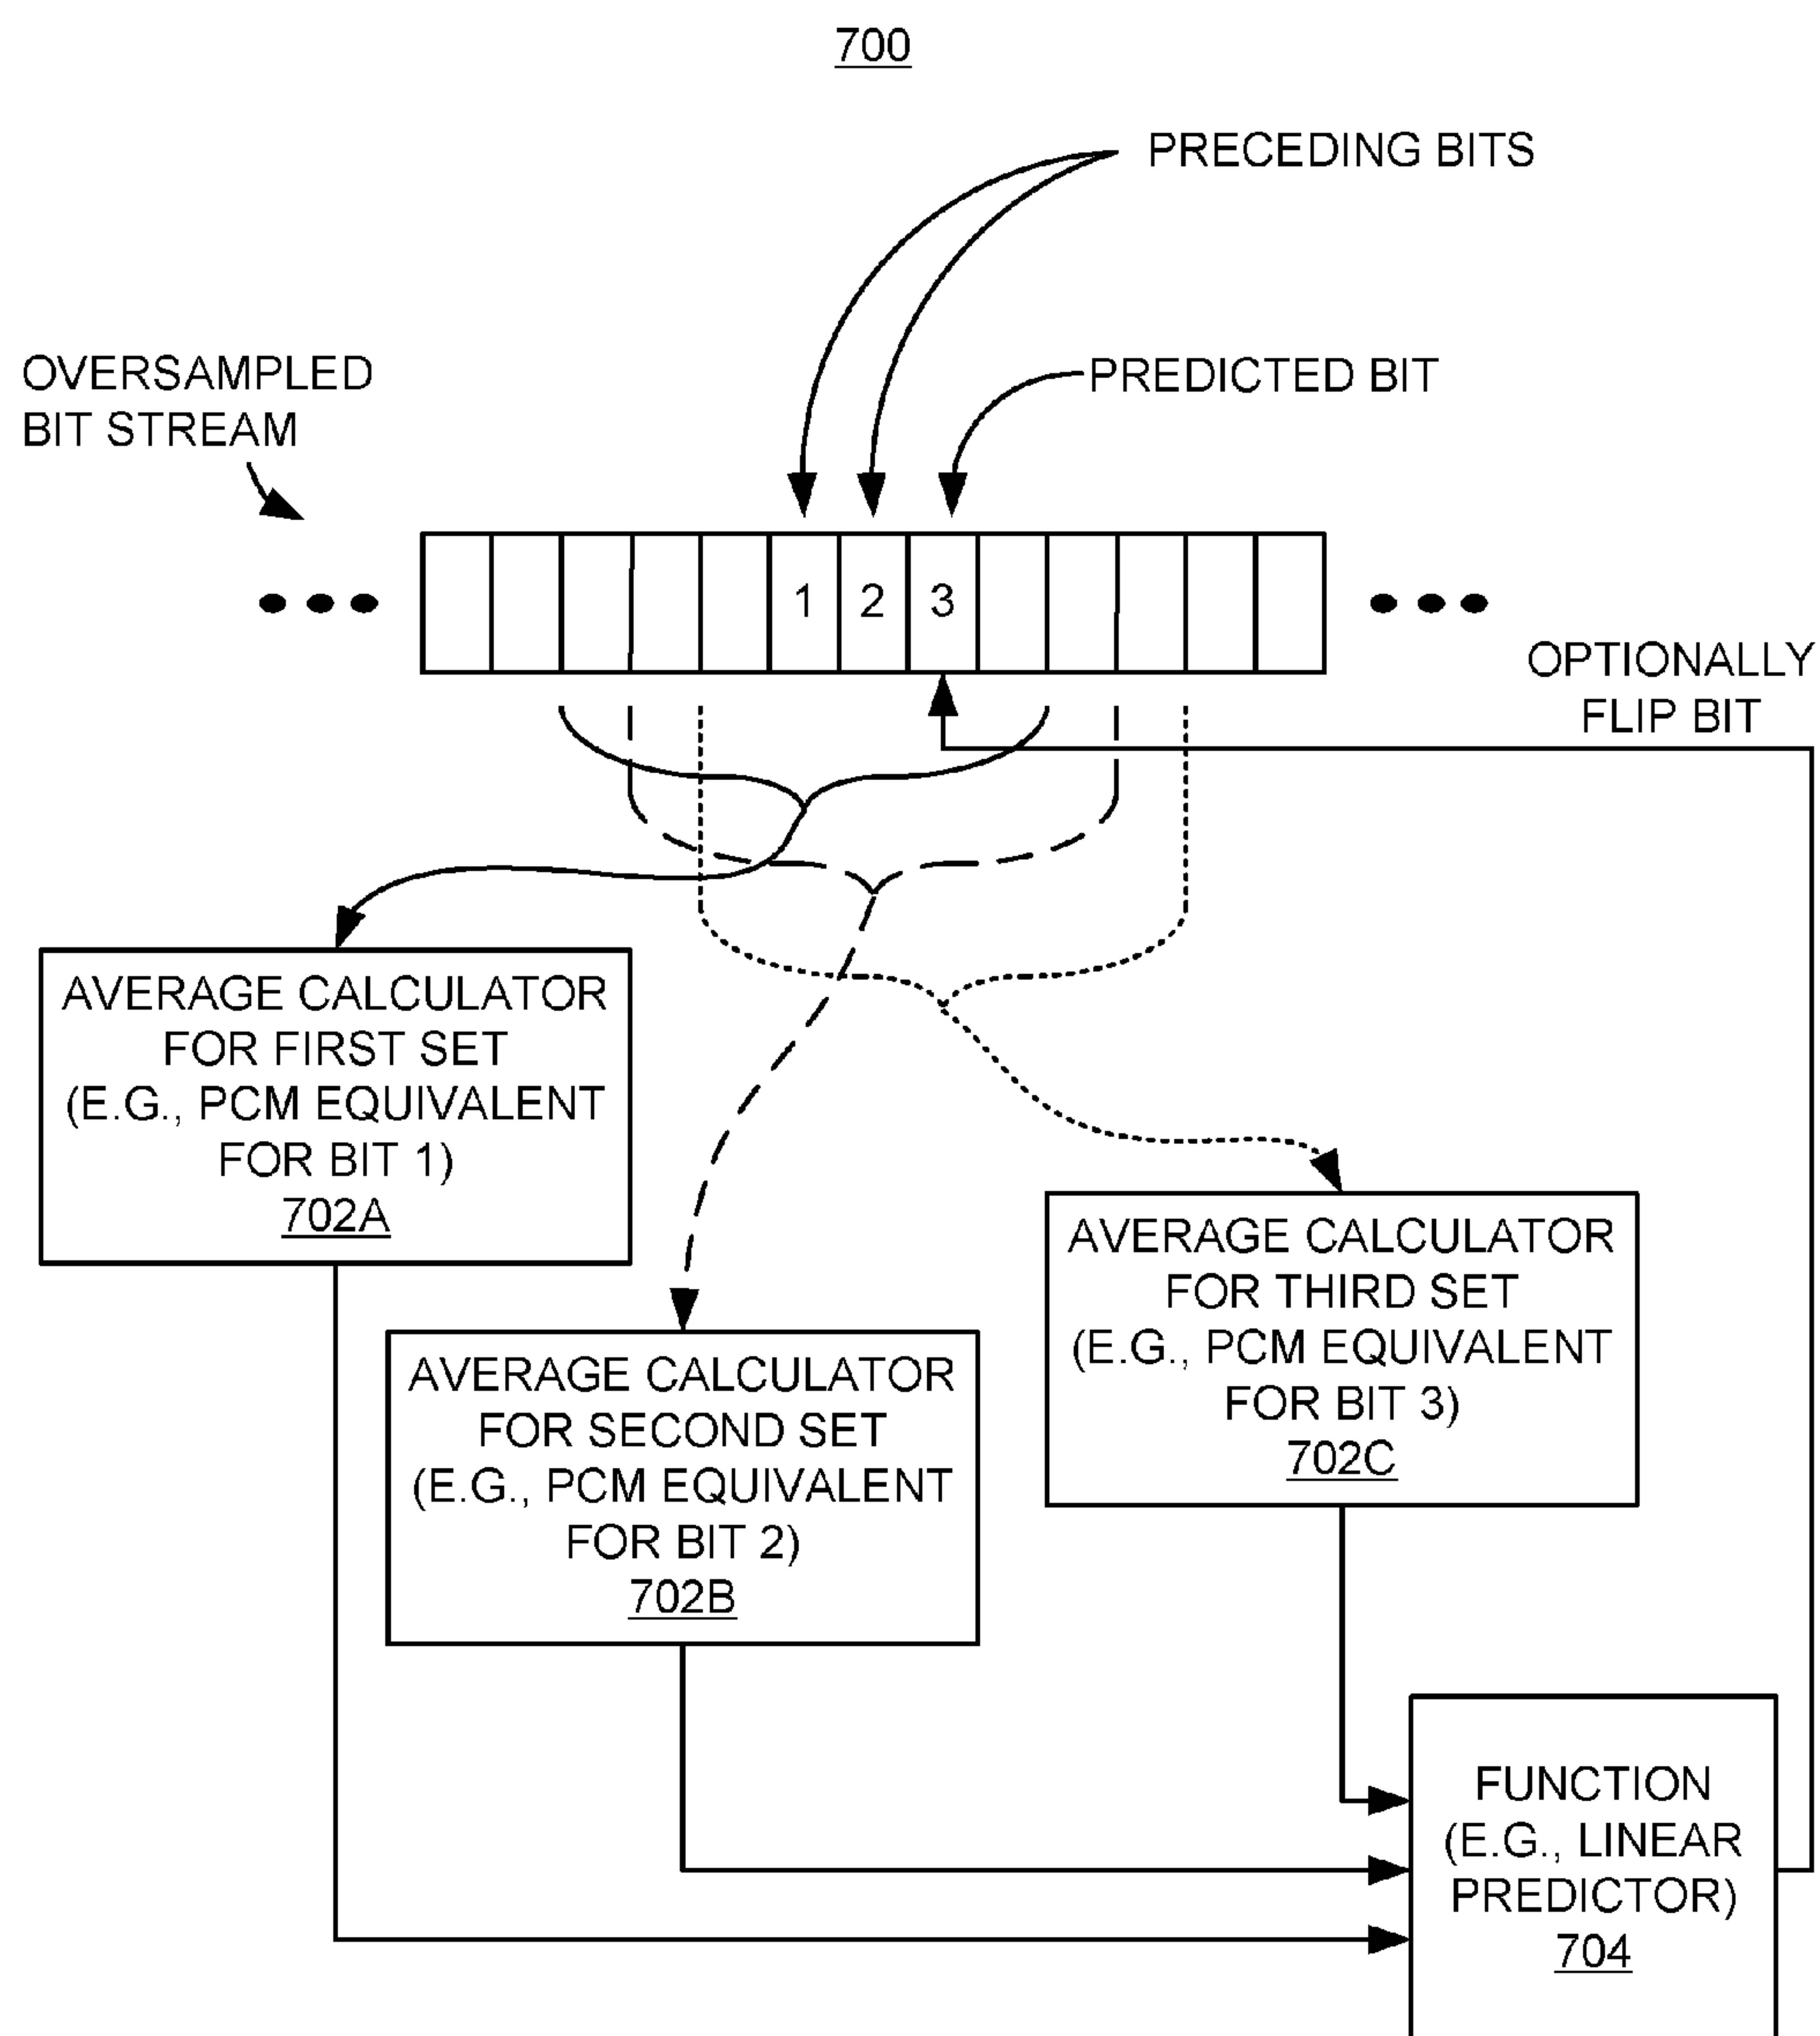 700
PRECEDING BITS
OVERSAMPLED
BIT STREAM
PREDICTED BIT
1 2 3
OPTIONALLY
FLIP BIT
AVERAGE CALCULATOR
FOR FIRST SET
(E.G., PCM EQUIVALENT
FOR BIT 1)
702A
AVERAGE CALCULATOR
FOR SECOND SET
(E.G., PCM EQUIVALENT
FOR BIT 2)
702B
AVERAGE CALCULATOR
FOR THIRD SET
(E.G., PCM EQUIVALENT
FOR BIT 3)
702C
FUNCTION
(E.G., LINEAR
PREDICTOR)
704